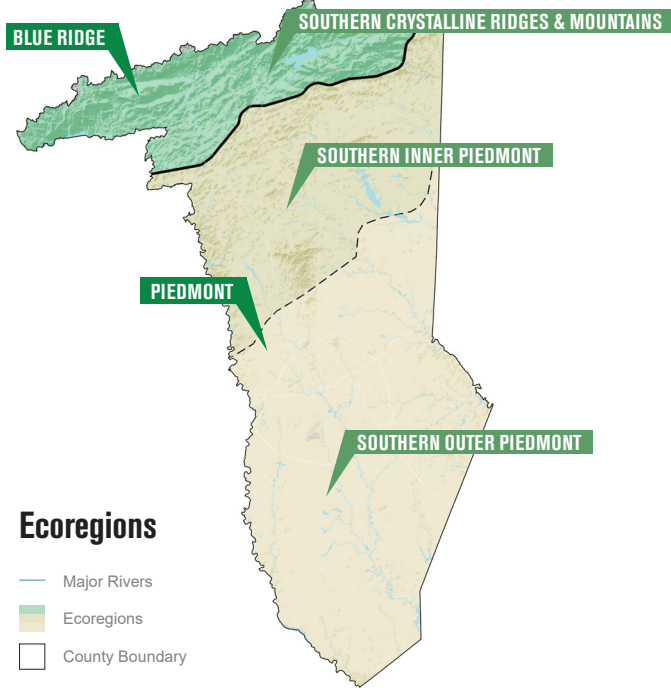 SOUTHERN CRYSTALLINE RIDGES & MOUNTAINS
BLUE RIDGE
SOUTHERN INNER PIEDMONT
PIEDMONT
SOUTHERN OUTER PIEDMONT
Ecoregions
Major Rivers
Ecoregions
County Boundary